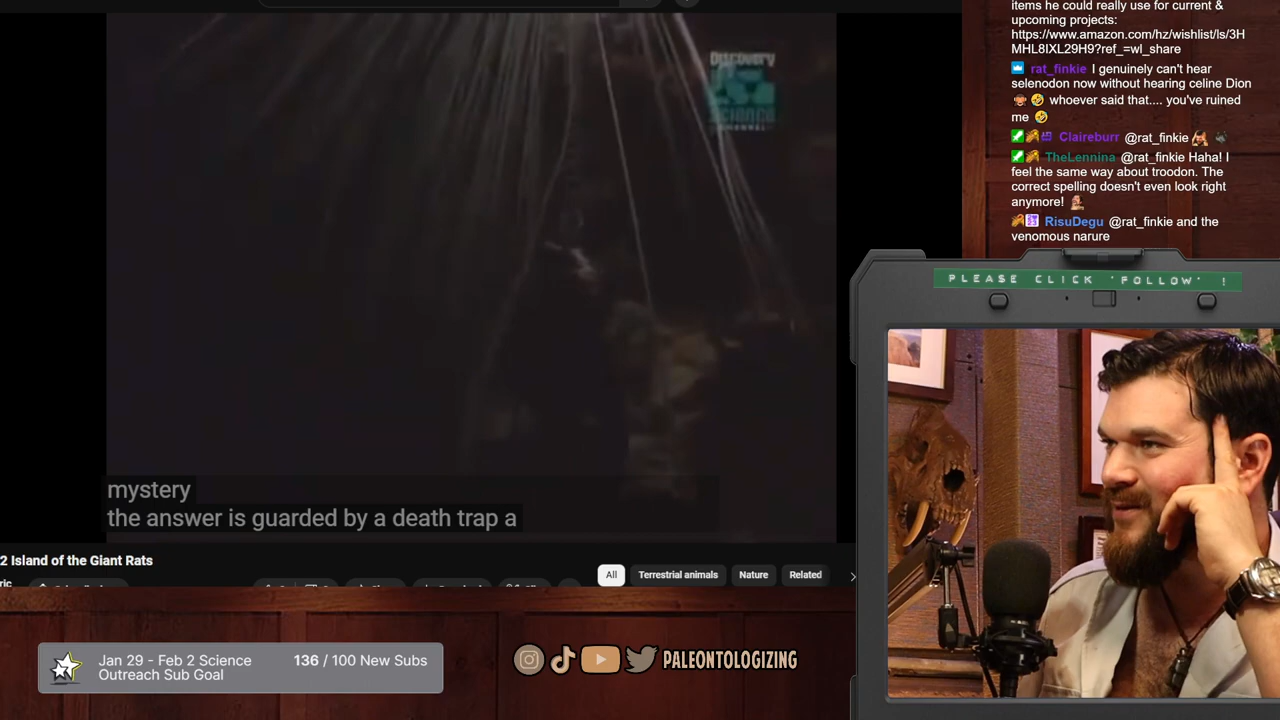 items he could really use for current &
upcoming projects:
https://www.amazon.com/hz/wishlist/ls/3H
MHL8IXL29H9?ref_=wl_share
rat_finkie I genuinely can't hear
selenodon now without hearing celine Dion
whoever said that.... you've ruined
me
Claireburr @rat_finkie
TheLennina @rat_finkie Haha! I
feel the same way about troodon. The
correct spelling doesn't even look right
anymore!
RisuDegu @rat_finkie and the
venomous narure
DISCOVERY
SCIENCE
CHANNEL
PLEASE CLICK 'FOLLOW' !
mystery
the answer is guarded by a death trap a
2 Island of the Giant Rats
All Terrestrial animals Nature Related
Jan 29 - Feb 2 Science
Outreach Sub Goal
136 / 100 New Subs
PALEONTOLOGIZING